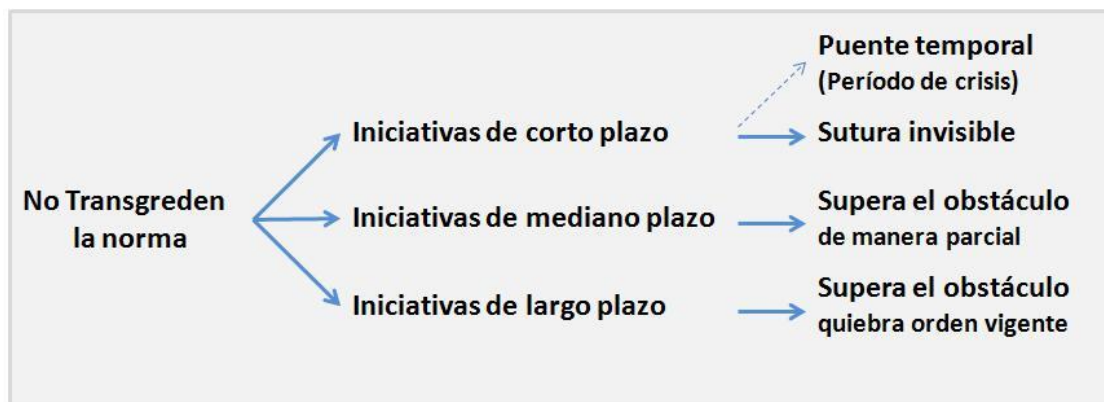 No Transgreden
la norma
Iniciativas de corto plazo
Puente temporal
(Período de crisis)
Sutura invisible
Iniciativas de mediano plazo
Supera el obstáculo
de manera parcial
Iniciativas de largo plazo
Supera el obstáculo
quiebra orden vigente